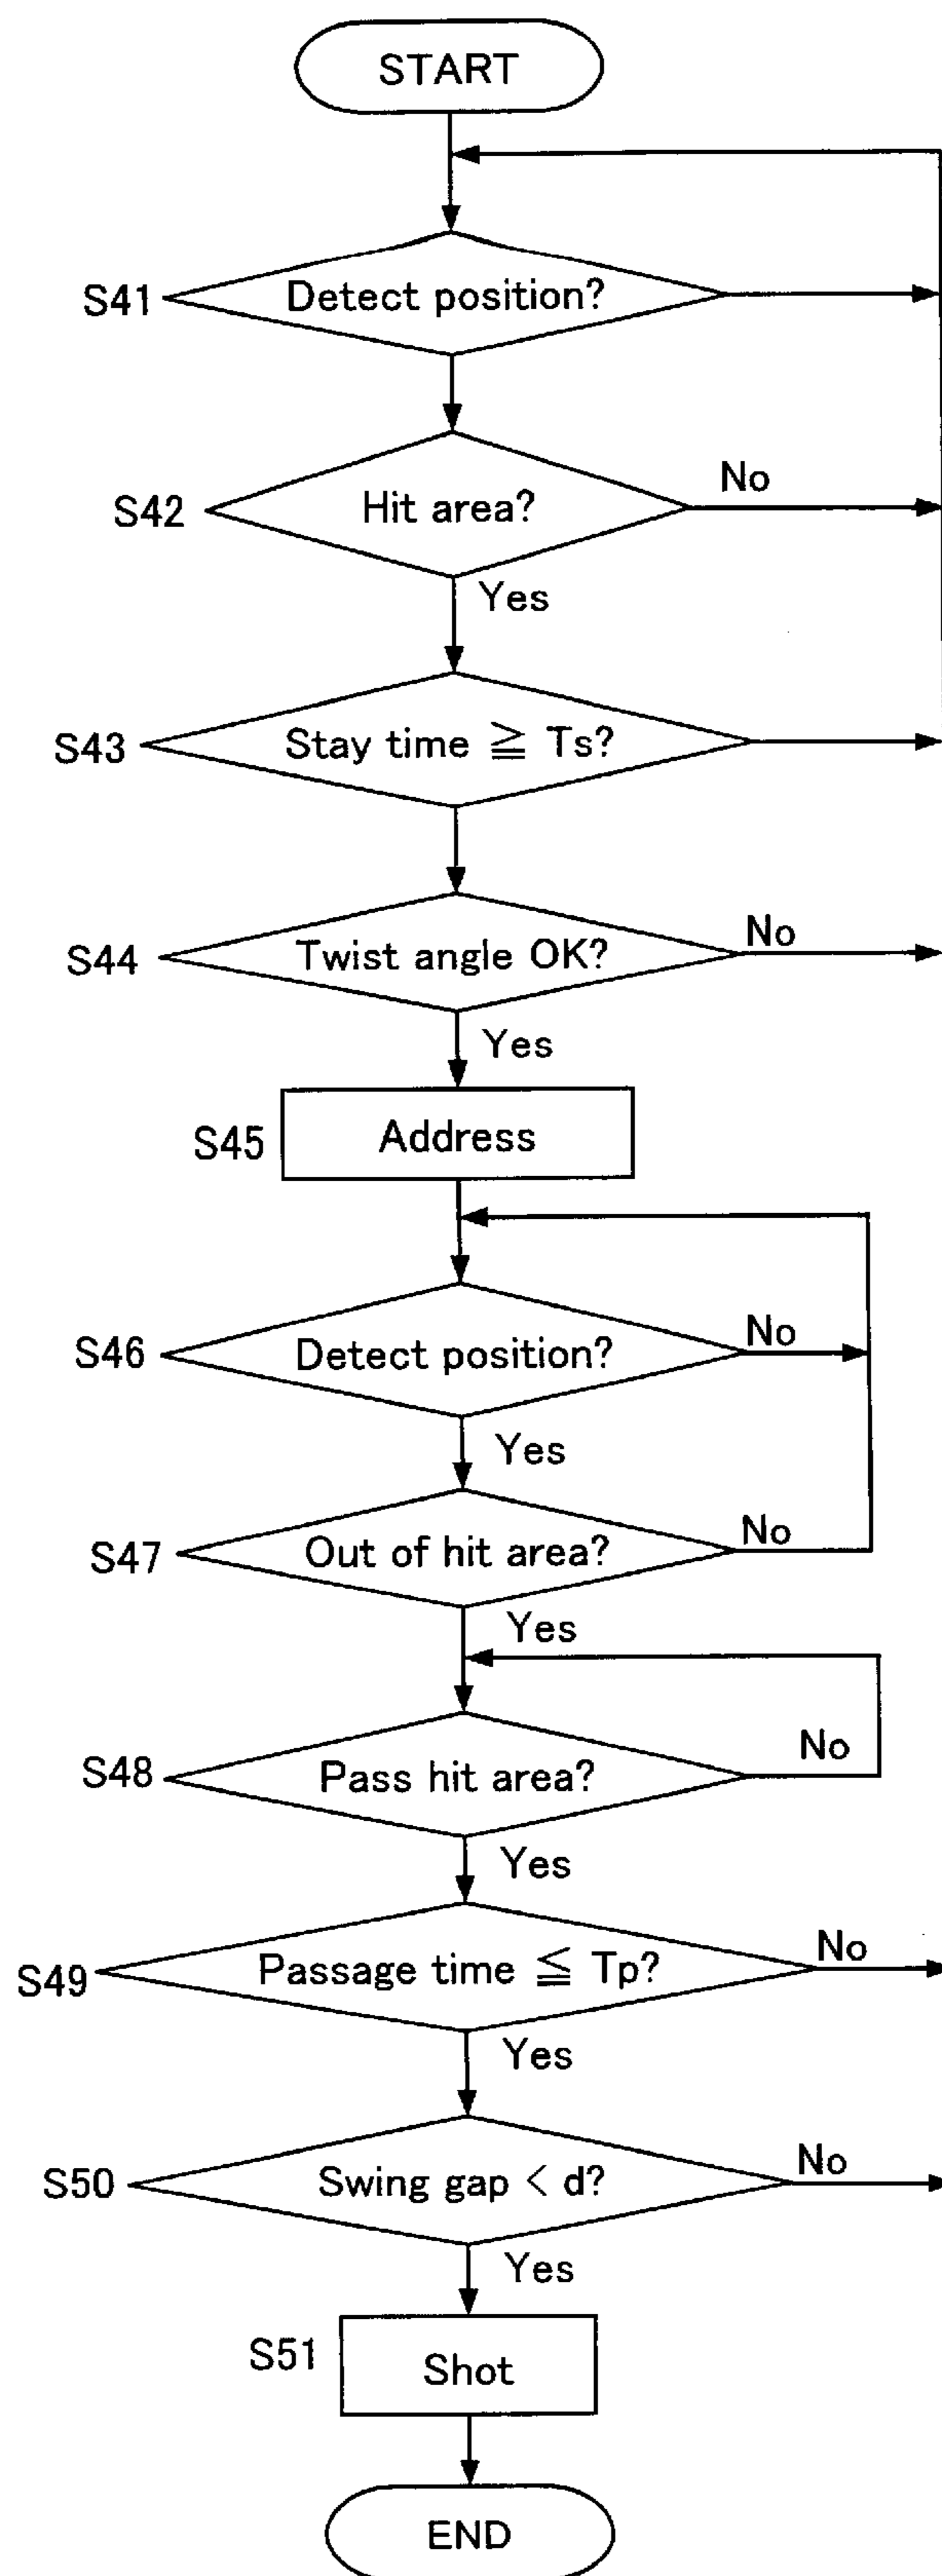 START
S41
Detect position?
S42
Hit area?
No
Yes
S43
Stay time ≧ Ts?
S44
Twist angle OK?
No
Yes
S45
Address
S46
Detect position?
No
Yes
S47
Out of hit area?
No
Yes
S48
Pass hit area?
No
Yes
S49
Passage time ≦ Tp?
No
Yes
S50
Swing gap < d?
No
Yes
S51
Shot
END